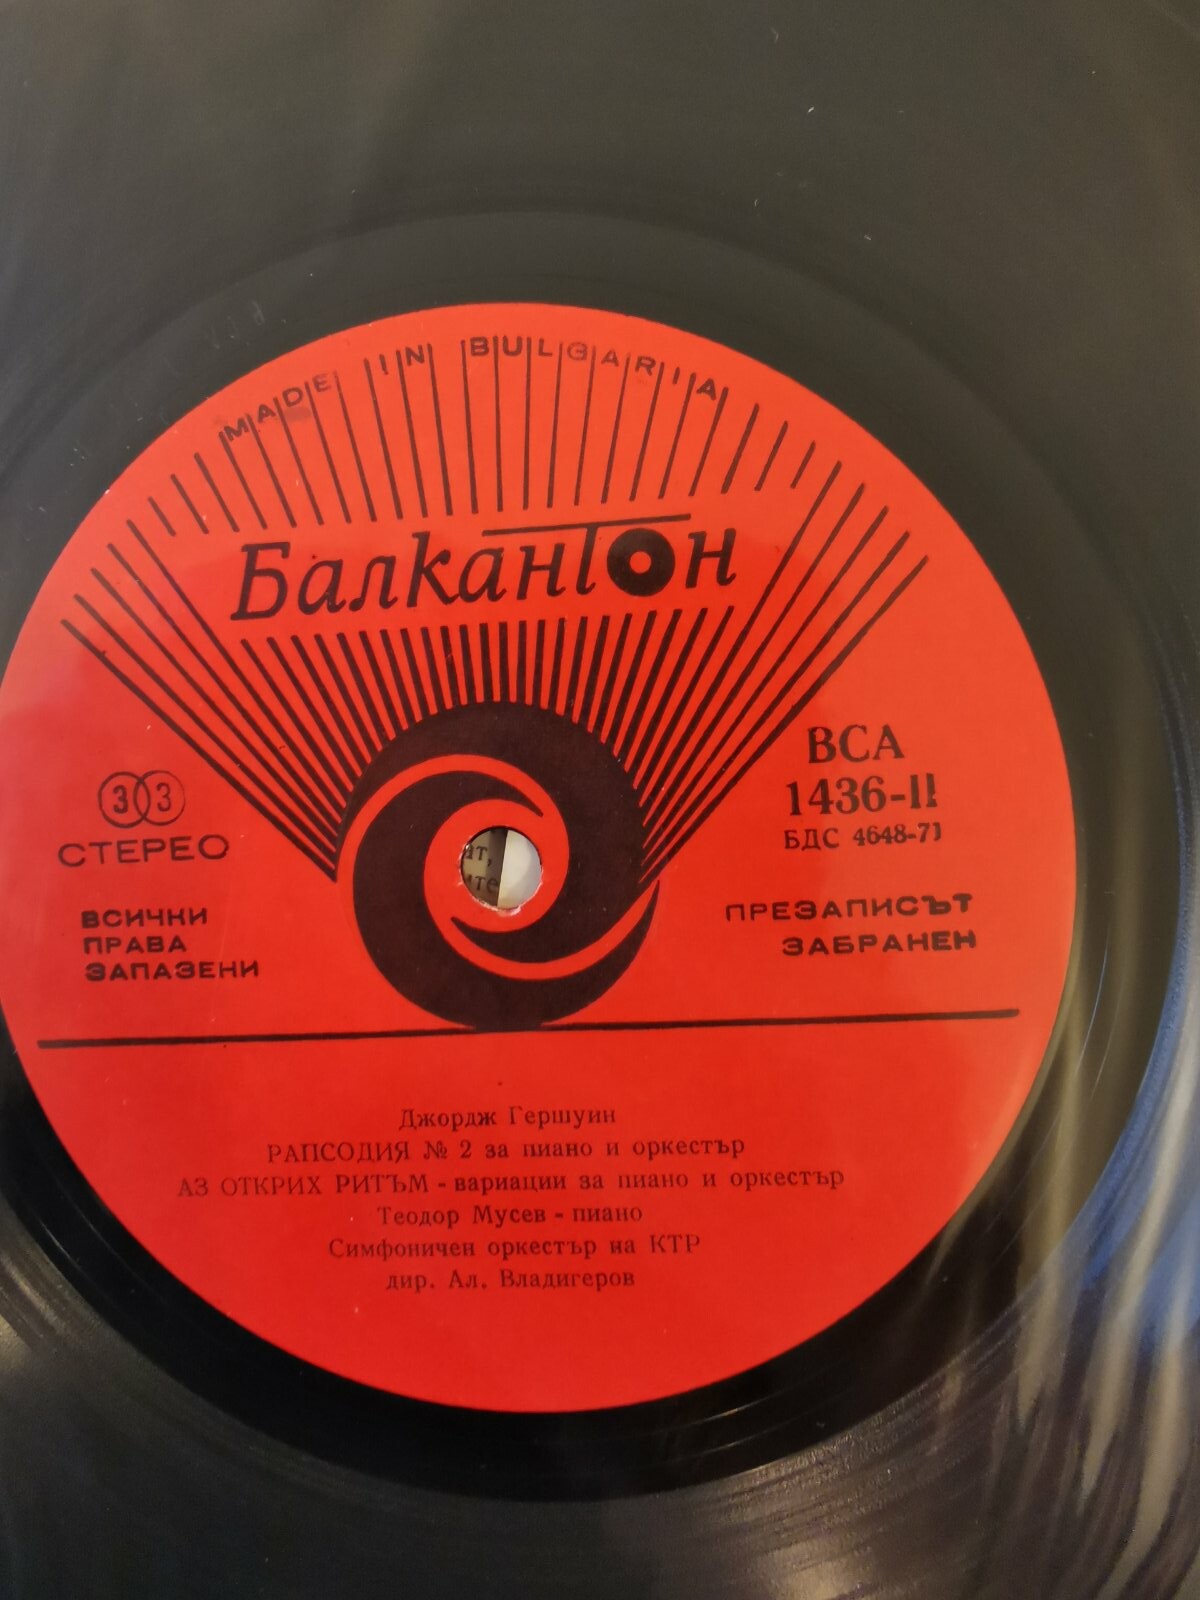 MADE IN BULGARIA
Балкантон
ВСА
1436-II
БДС 4648-71
33
СТЕРЕО
ВСИЧКИ
ПРАВА
ЗАПАЗЕНИ
ПРЕЗАПИСЪТ
ЗАБРАНЕН
Джордж Гершуин
РАПСОДИЯ № 2 за пиано и оркестър
АЗ ОТКРИХ РИТЪМ - вариации за пиано и оркестър
Теодор Мусев - пиано
Симфоничен оркестър на КТР
дир. Ал. Владигеров